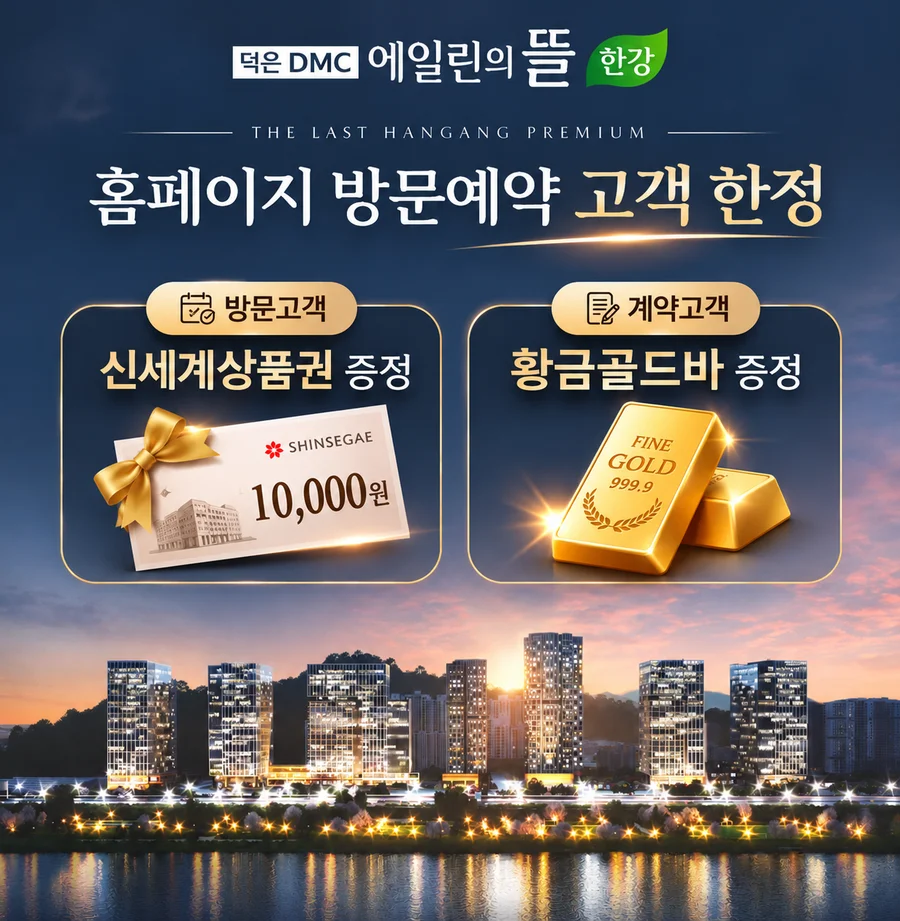 덕은 DMC 에일린의 뜰 한강
THE LAST HANGANG PREMIUM
홈페이지 방문예약 고객 한정
방문고객
신세계상품권 증정
SHINSEGAE
10,000원
계약고객
황금골드바 증정
FINE
GOLD
999.9